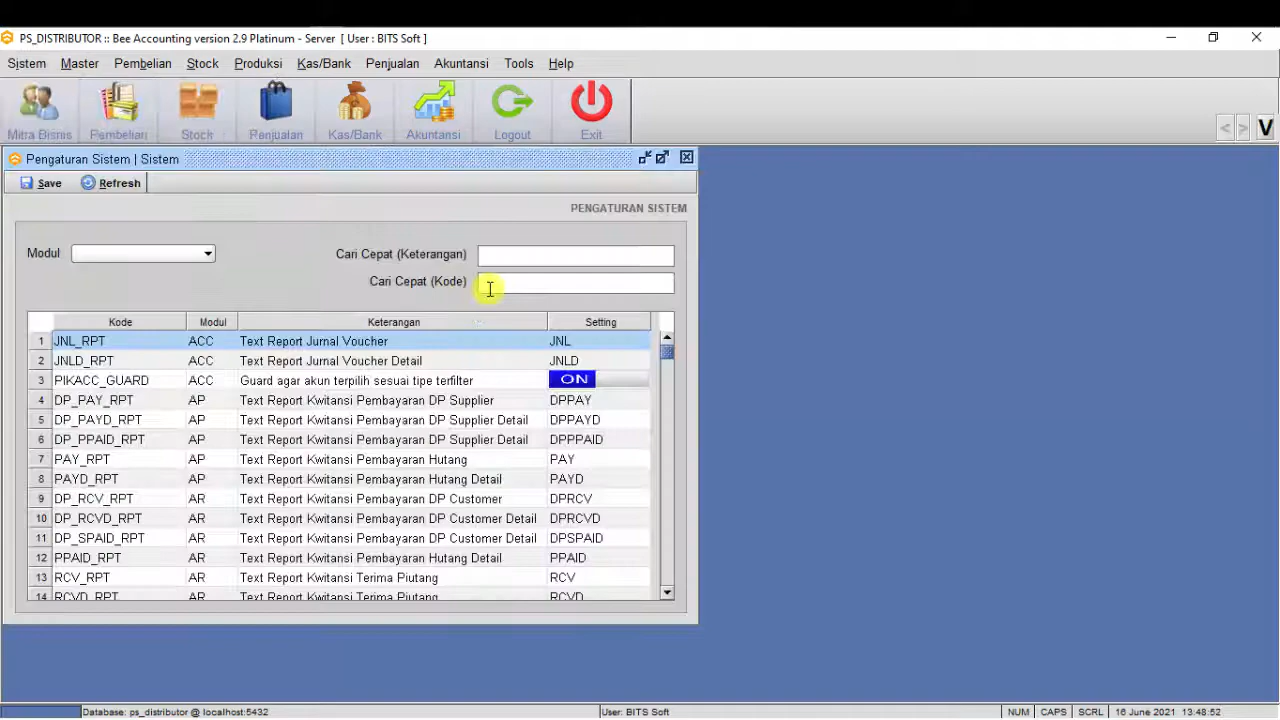 PS_DISTRIBUTOR :: Bee Accounting version 2.9 Platinum - Server [ User : BITS Soft ]
Sistem Master Pembelian Stock Produksi Kas/Bank Penjualan Akuntansi Tools Help
Mitra Bisnis Pembelian Stock Penjualan Kas/Bank Akuntansi Logout Exit
< > V
Pengaturan Sistem | Sistem
Save Refresh
PENGATURAN SISTEM
Modul Cari Cepat (Keterangan)
Cari Cepat (Kode)
Kode Modul Keterangan Setting
1 JNL_RPT ACC Text Report Jurnal Voucher JNL
2 JNLD_RPT ACC Text Report Jurnal Voucher Detail JNLD
3 PIKACC_GUARD ACC Guard agar akun terpilih sesuai tipe terfilter ON
4 DP_PAY_RPT AP Text Report Kwitansi Pembayaran DP Supplier DPPAY
5 DP_PAYD_RPT AP Text Report Kwitansi Pembayaran DP Supplier Detail DPPAYD
6 DP_PPAID_RPT AP Text Report Kwitansi Pembayaran DP Supplier Detail DPPPAID
7 PAY_RPT AP Text Report Kwitansi Pembayaran Hutang PAY
8 PAYD_RPT AP Text Report Kwitansi Pembayaran Hutang Detail PAYD
9 DP_RCV_RPT AR Text Report Kwitansi Pembayaran DP Customer DPRCV
10 DP_RCVD_RPT AR Text Report Kwitansi Pembayaran DP Customer Detail DPRCVD
11 DP_SPAID_RPT AR Text Report Kwitansi Pembayaran DP Customer Detail DPSPAID
12 PPAID_RPT AR Text Report Kwitansi Pembayaran Hutang Detail PPAID
13 RCV_RPT AR Text Report Kwitansi Terima Piutang RCV
14 RCVD_RPT AR Text Report Kwitansi Terima Piutang RCVD
Database: ps_distributor @ localhost:5432 User: BITS Soft NUM CAPS SCRL 16 June 2021 13:48:52